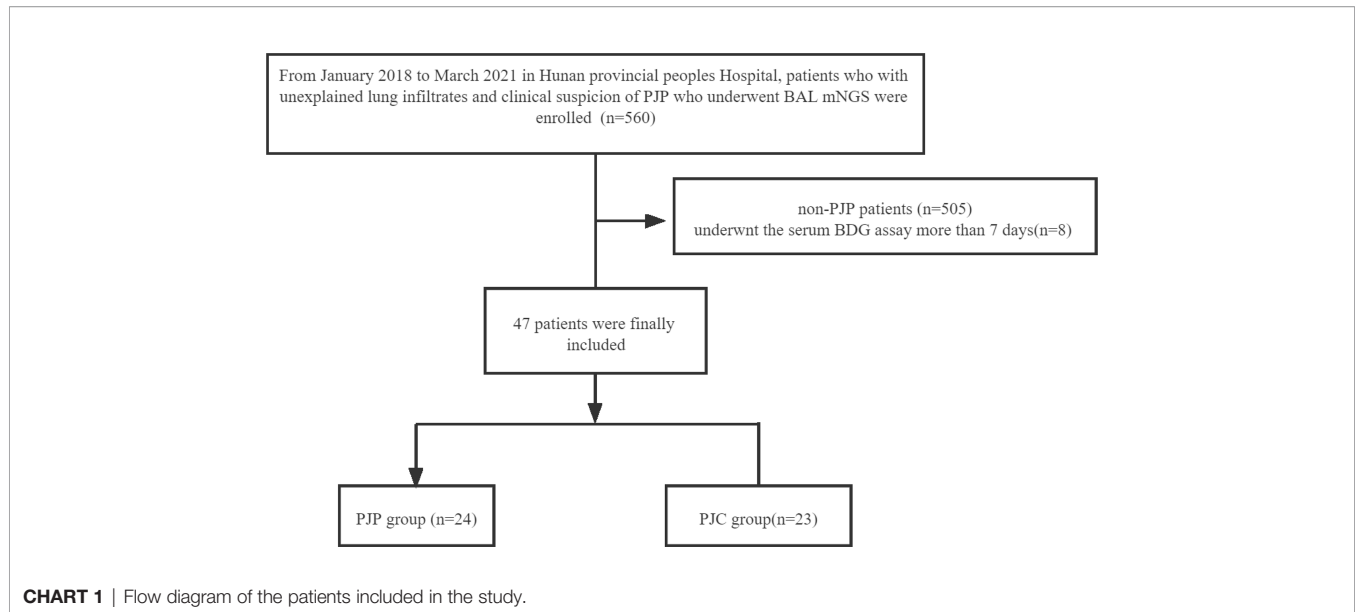 From January 2018 to March 2021 in Hunan provincial peoples Hospital, patients who with
unexplained lung infiltrates and clinical suspicion of PJP who underwent BAL mNGS were
enrolled (n=560)
non-PJP patients (n=505)
underwnt the serum BDG assay more than 7 days(n=8)
47 patients were finally
included
PJP group (n=24)
PJC group(n=23)
CHART 1 | Flow diagram of the patients included in the study.